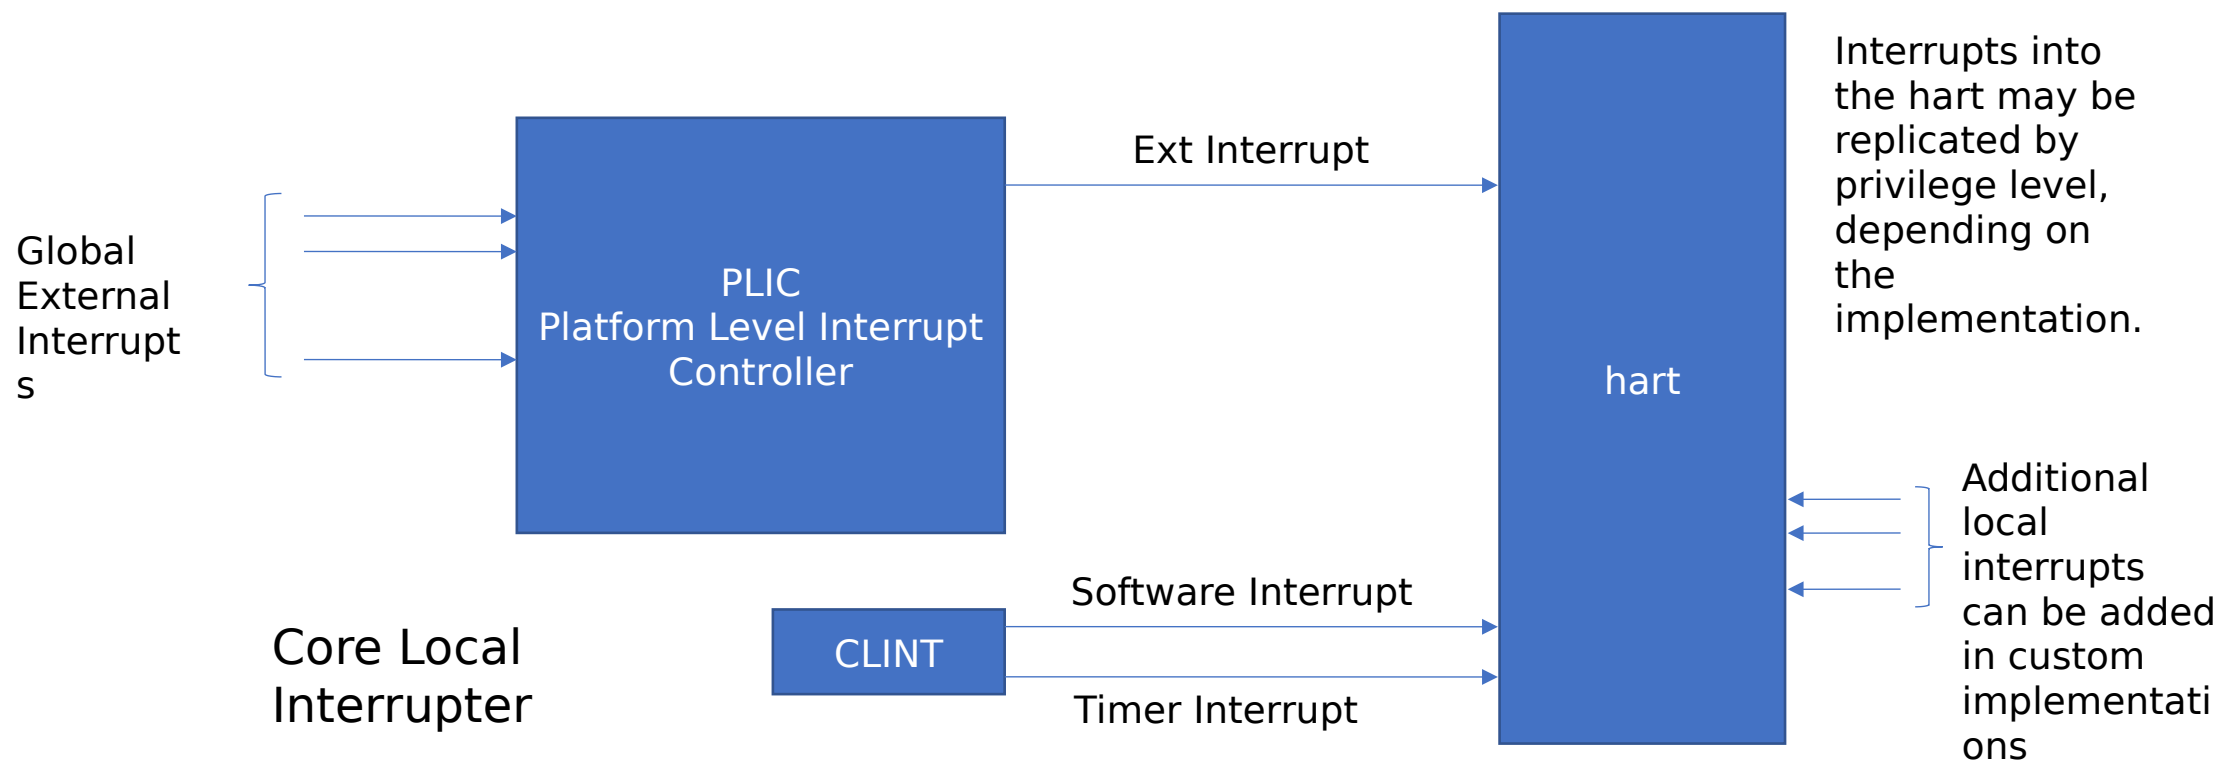 Global
External
Interrupt
s
PLIC
Platform Level Interrupt
Controller
Ext Interrupt
hart
Interrupts into
the hart may be
replicated by
privilege level,
depending on
the
implementation.
Core Local
Interrupter
CLINT
Software Interrupt
Timer Interrupt
Additional
local
interrupts
can be added
in custom
implementati
ons